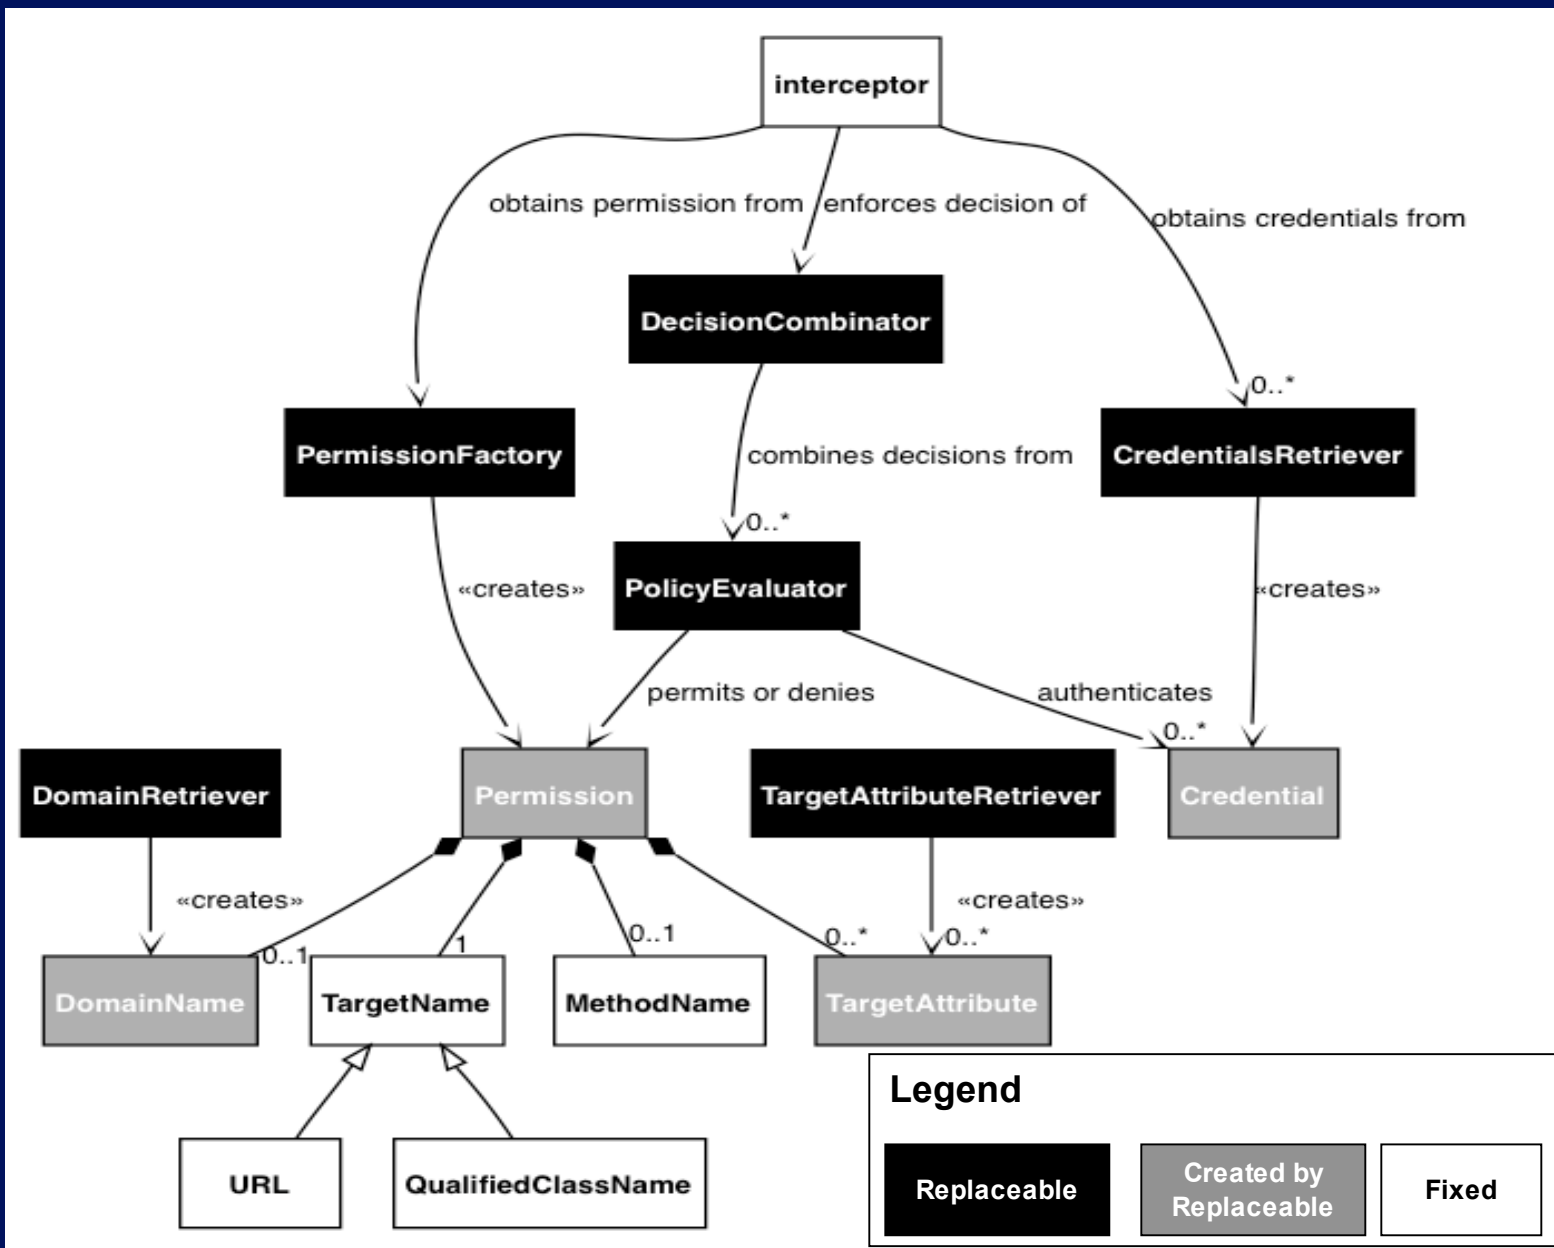 interceptor
obtains permission from
enforces decision of
obtains credentials from
DecisionCombinator
0..*
PermissionFactory
combines decisions from
CredentialsRetriever
0..*
«creates»
PolicyEvaluator
«creates»
permits or denies
authenticates
0..*
DomainRetriever
Permission
TargetAttributeRetriever
Credential
«creates»
«creates»
0..1
1
0..1
0..*
0..*
DomainName
TargetName
MethodName
TargetAttribute
URL
QualifiedClassName
Legend
Replaceable
Created by
Replaceable
Fixed